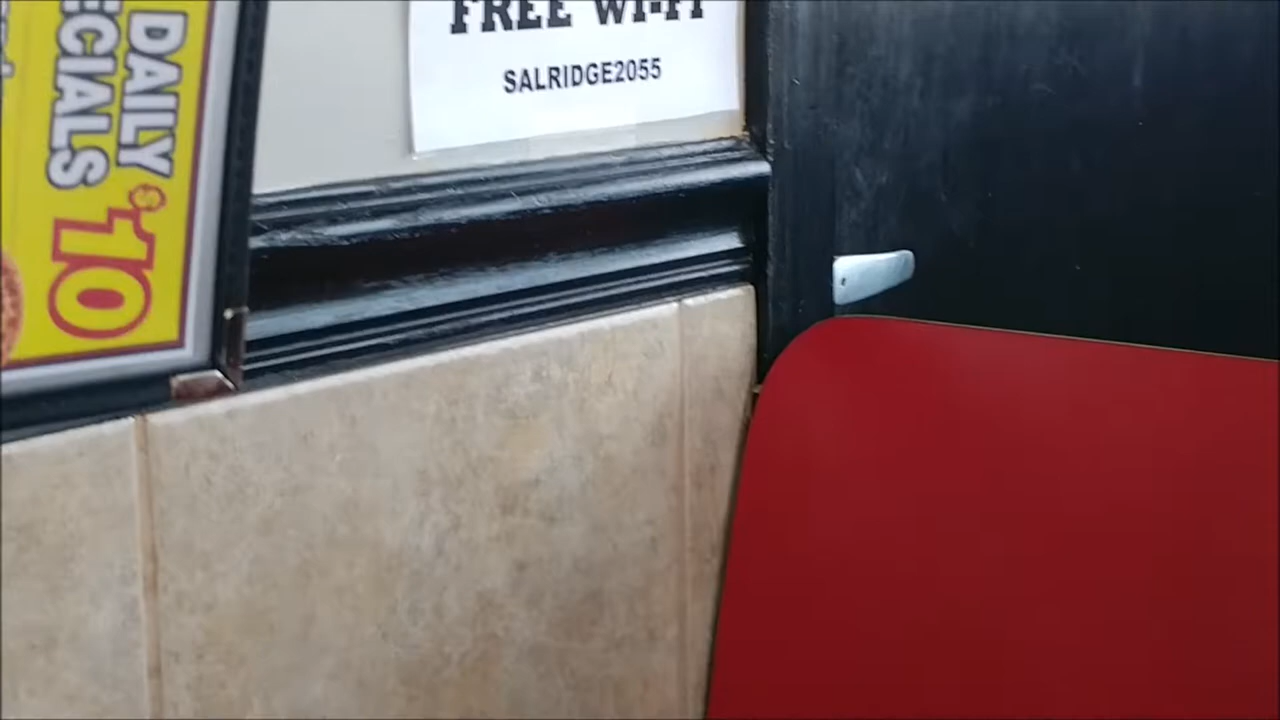 DAILY
ECIALS
$10
FREE WI-FI
SALRIDGE2055